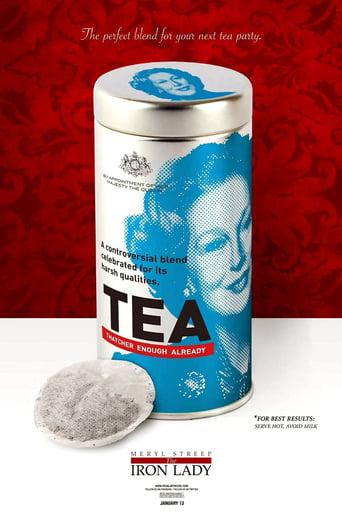 The perfect blend for your next tea party.
BY APPOINTMENT OF HER
MAJESTY THE QUEEN
A controversial blend
celebrated for its
harsh qualities.
TEA
THATCHER ENOUGH ALREADY
*FOR BEST RESULTS:
SERVE HOT, AVOID MILK
MERYL STREEP
The
IRON LADY
JANUARY 13